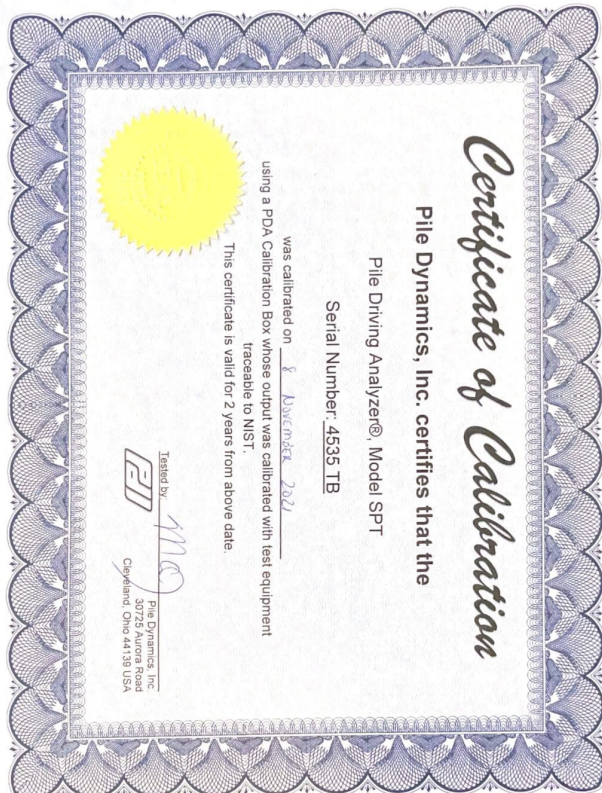 Certificate of Calibration
Pile Dynamics, Inc. certifies that the
Pile Driving Analyzer®, Model SPT
Serial Number: 4535 TB
was calibrated on 8 November 2021
using a PDA Calibration Box whose output was calibrated with test equipment
traceable to NIST.
This certificate is valid for 2 years from above date.
Tested by
Pile Dynamics, Inc.
30725 Aurora Road
Cleveland, Ohio 44139 USA